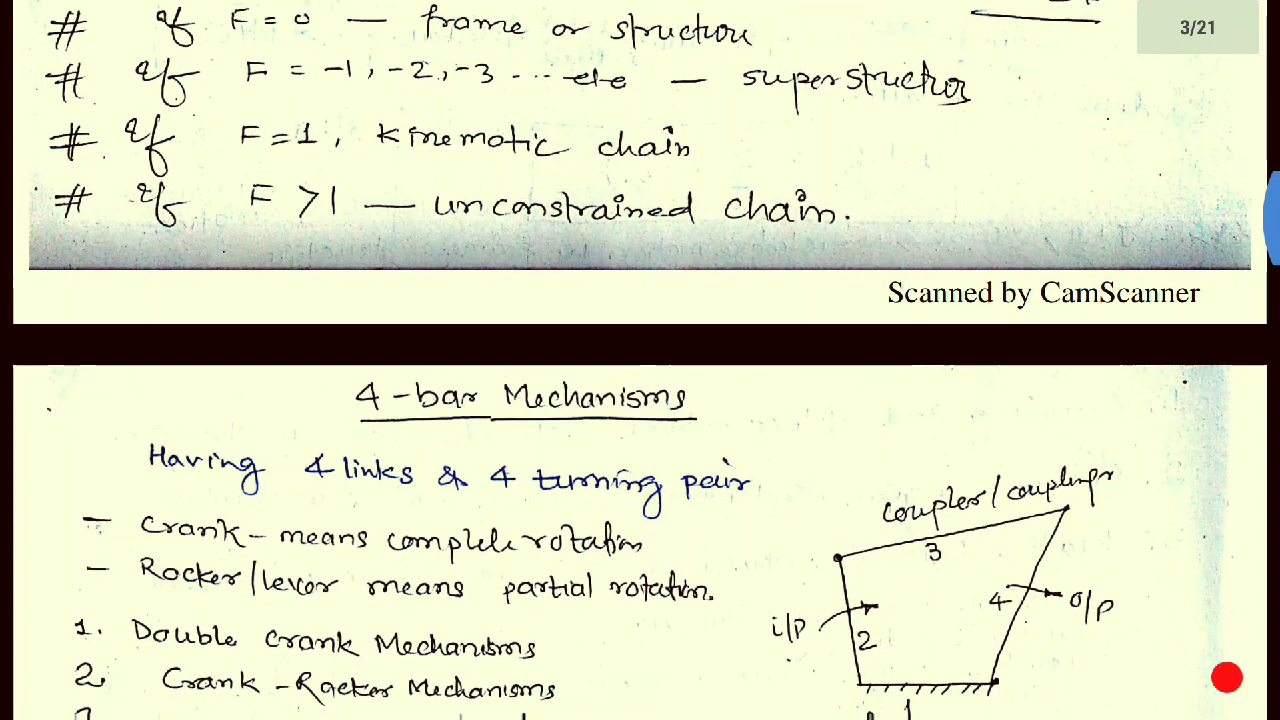 3/21
# if F = 0 — frame or structure
# if F = -1, -2, -3 ... etc — superstructure
# if F = 1, kinematic chain
# if F > 1 — unconstrained chain.
Scanned by CamScanner
4-bar Mechanisms
Having 4 links & 4 turning pair
- Crank - means complete rotation
- Rocker/lever means partial rotation.
1. Double Crank Mechanisms
2. Crank - Rocker Mechanisms
coupler/
3
i/p
2
4
o/p
1